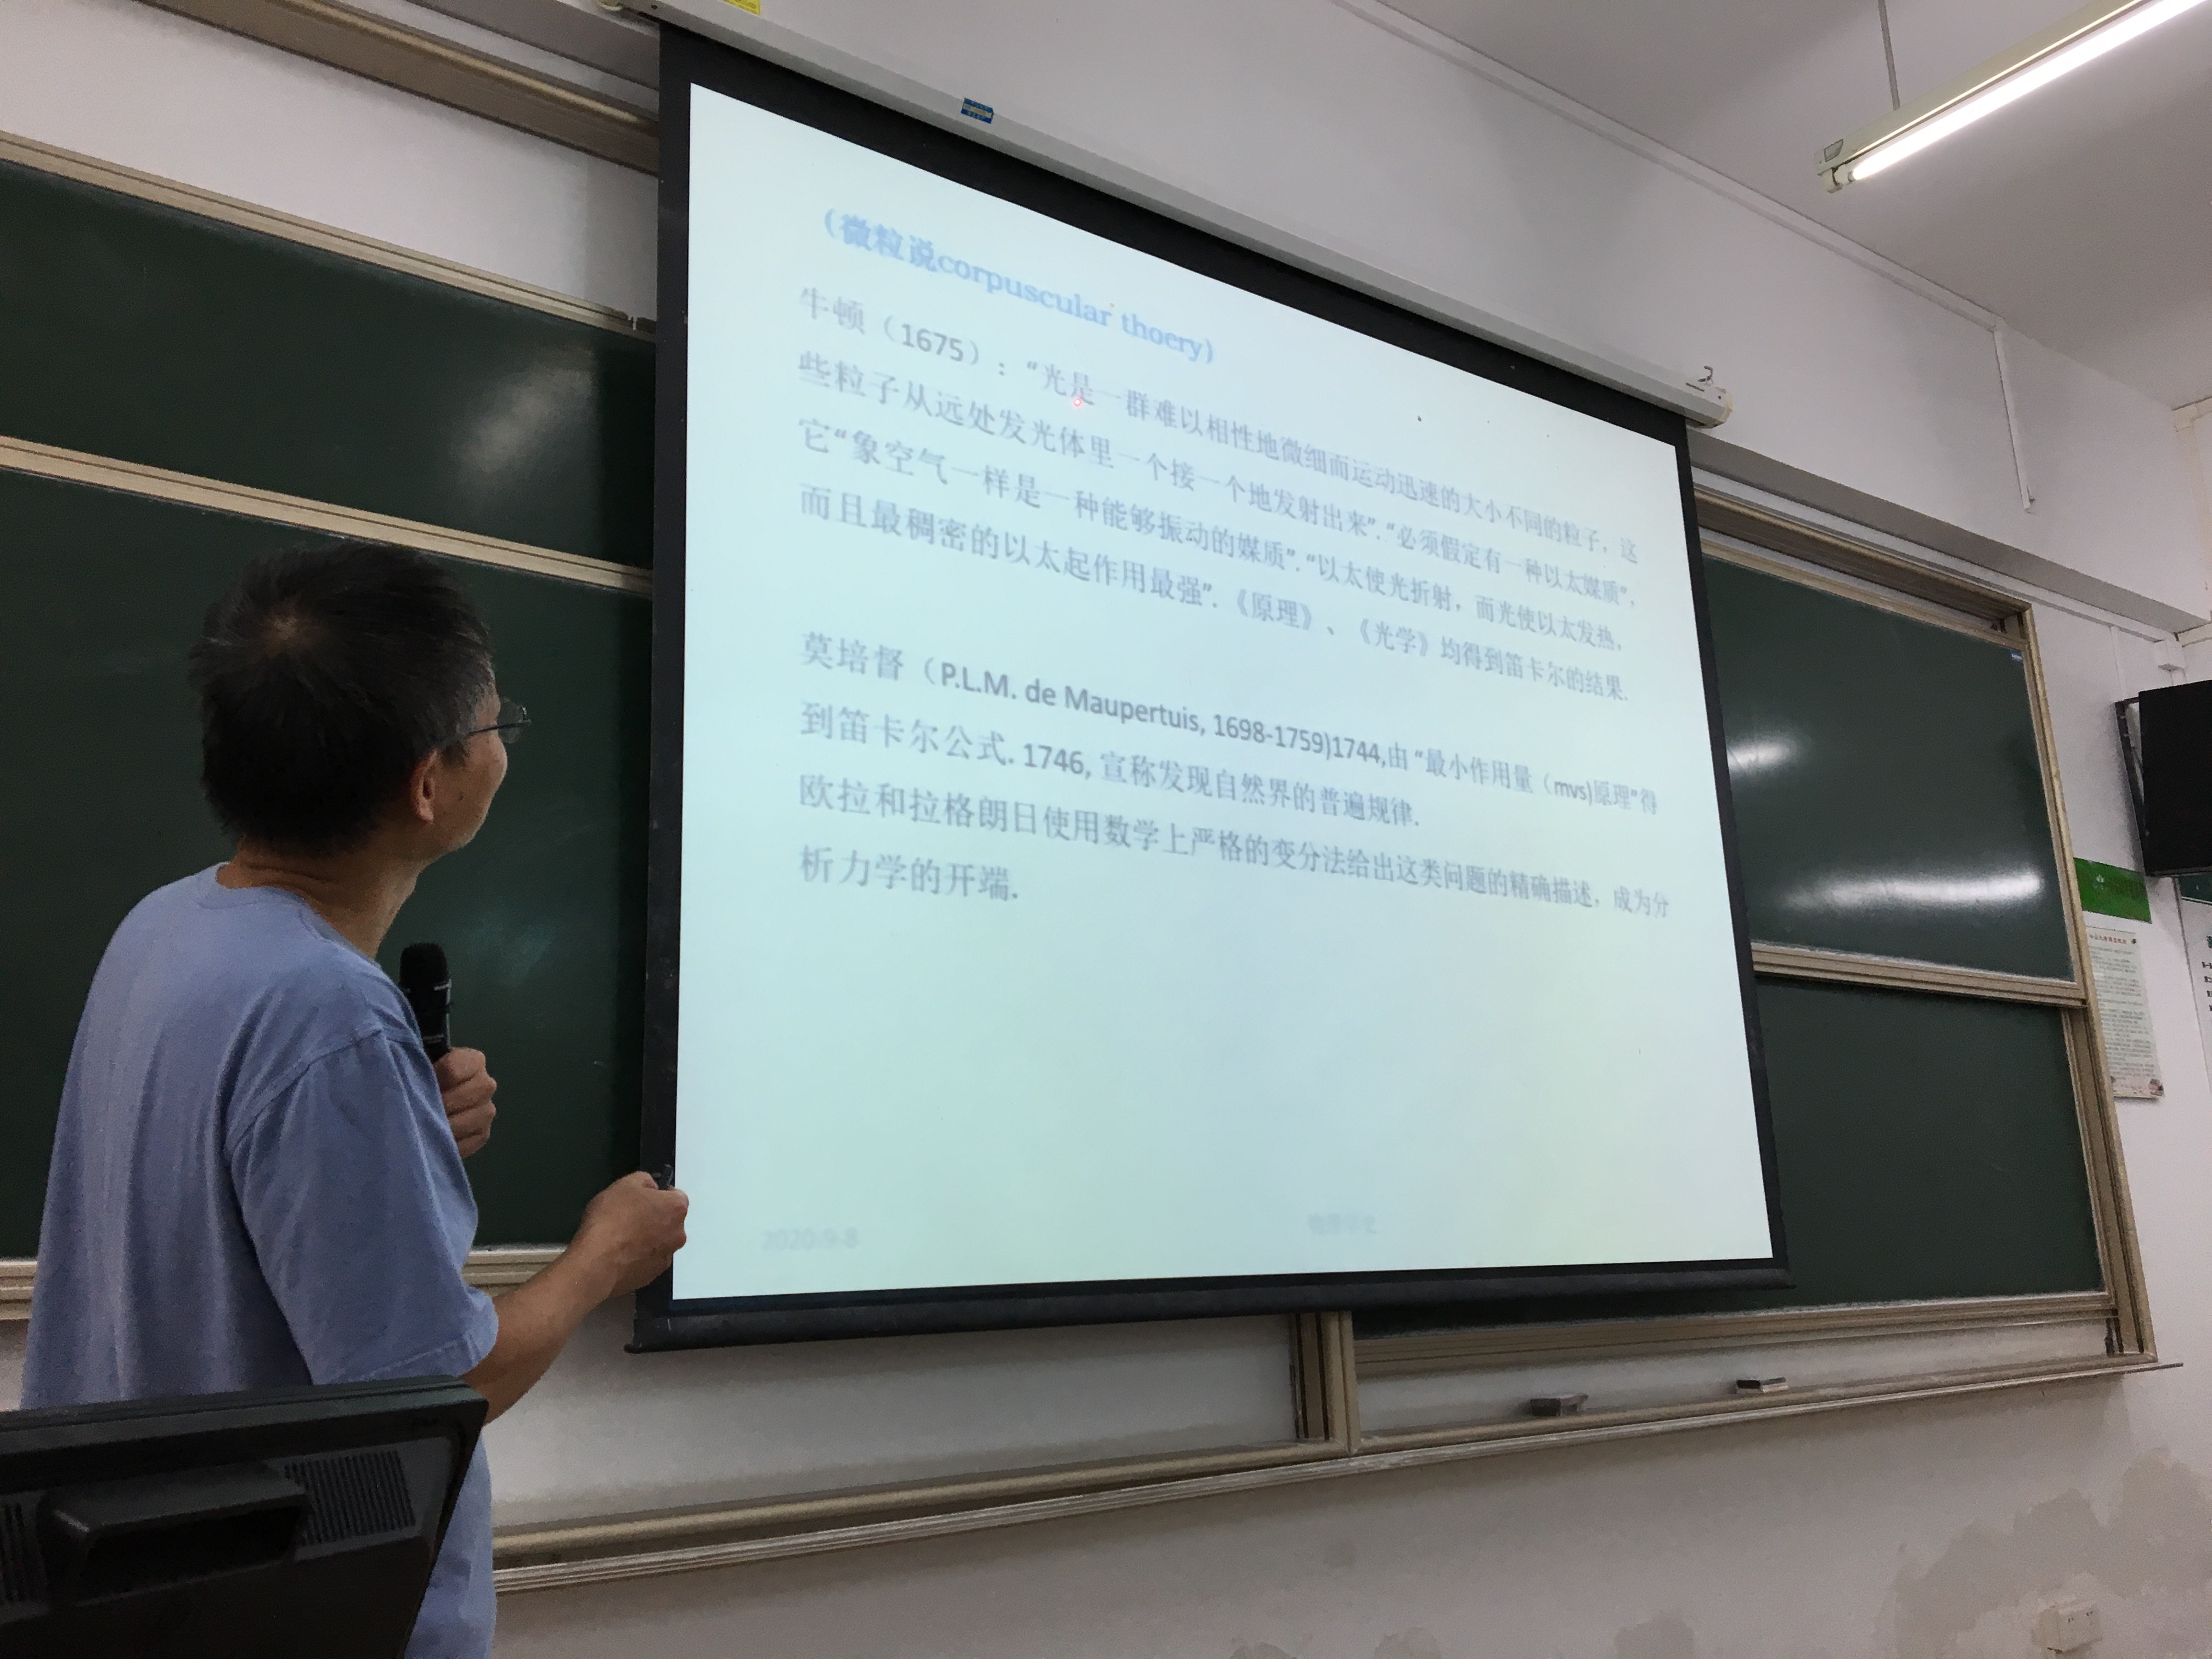 （微粒说corpuscular thoery)
牛顿（1675）：“光是一群难以相性地微细而运动迅速的大小不同的粒子，这
些粒子从远处发光体里一个接一个地发射出来”.“必须假定有一种以太媒质”，
它“象空气一样是一种能够振动的媒质”.“以太使光折射，而光使以太发热，
而且最稠密的以太起作用最强”.《原理》、《光学》均得到笛卡尔的结果.
莫培督（P.L.M. de Maupertuis, 1698-1759)1744,由 “最小作用量（mvs)原理”得
到笛卡尔公式. 1746, 宣称发现自然界的普遍规律.
欧拉和拉格朗日使用数学上严格的变分法给出这类问题的精确描述，成为分
析力学的开端.
2020-9-8